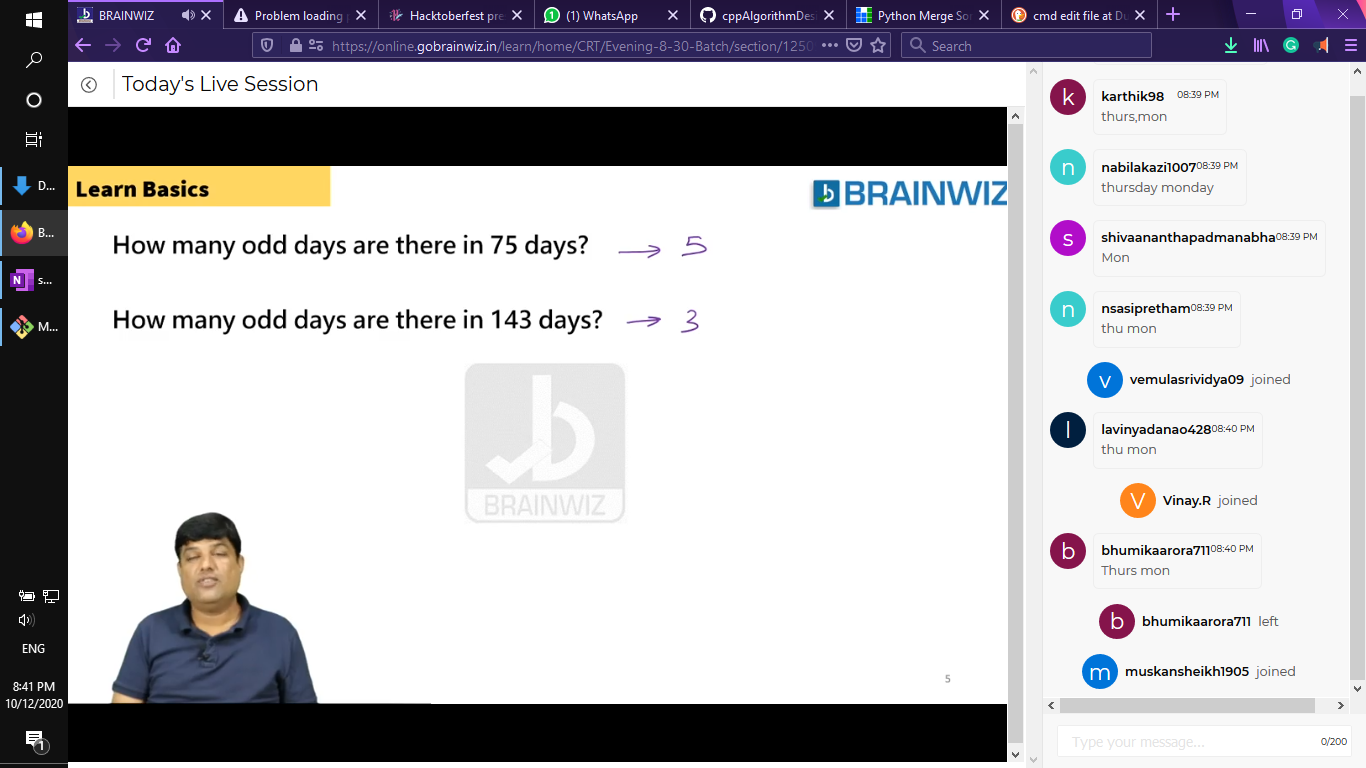 BRAINWIZ
Problem loading p
Hacktoberfest pre
(1) WhatsApp
cppAlgorithmDesi
Python Merge Sor
cmd edit file at Du
https://online.gobrainwiz.in/learn/home/CRT/Evening-8-30-Batch/section/1250
Search
Today's Live Session
D...
B...
s...
M...
ENG
8:41 PM
10/12/2020
1
Learn Basics
BRAINWIZ
How many odd days are there in 75 days? → 5
How many odd days are there in 143 days? → 3
BRAINWIZ
5
k
karthik98 08:39 PM
thurs,mon
n
nabilakazi1007 08:39 PM
thursday monday
s
shivaananthapadmanabha 08:39 PM
Mon
n
nsasipretham 08:39 PM
thu mon
v
vemulasrividya09 joined
l
lavinyadanao428 08:40 PM
thu mon
V
Vinay.R joined
b
bhumikaarora711 08:40 PM
Thurs mon
b
bhumikaarora711 left
m
muskansheikh1905 joined
Type your message...
0/200